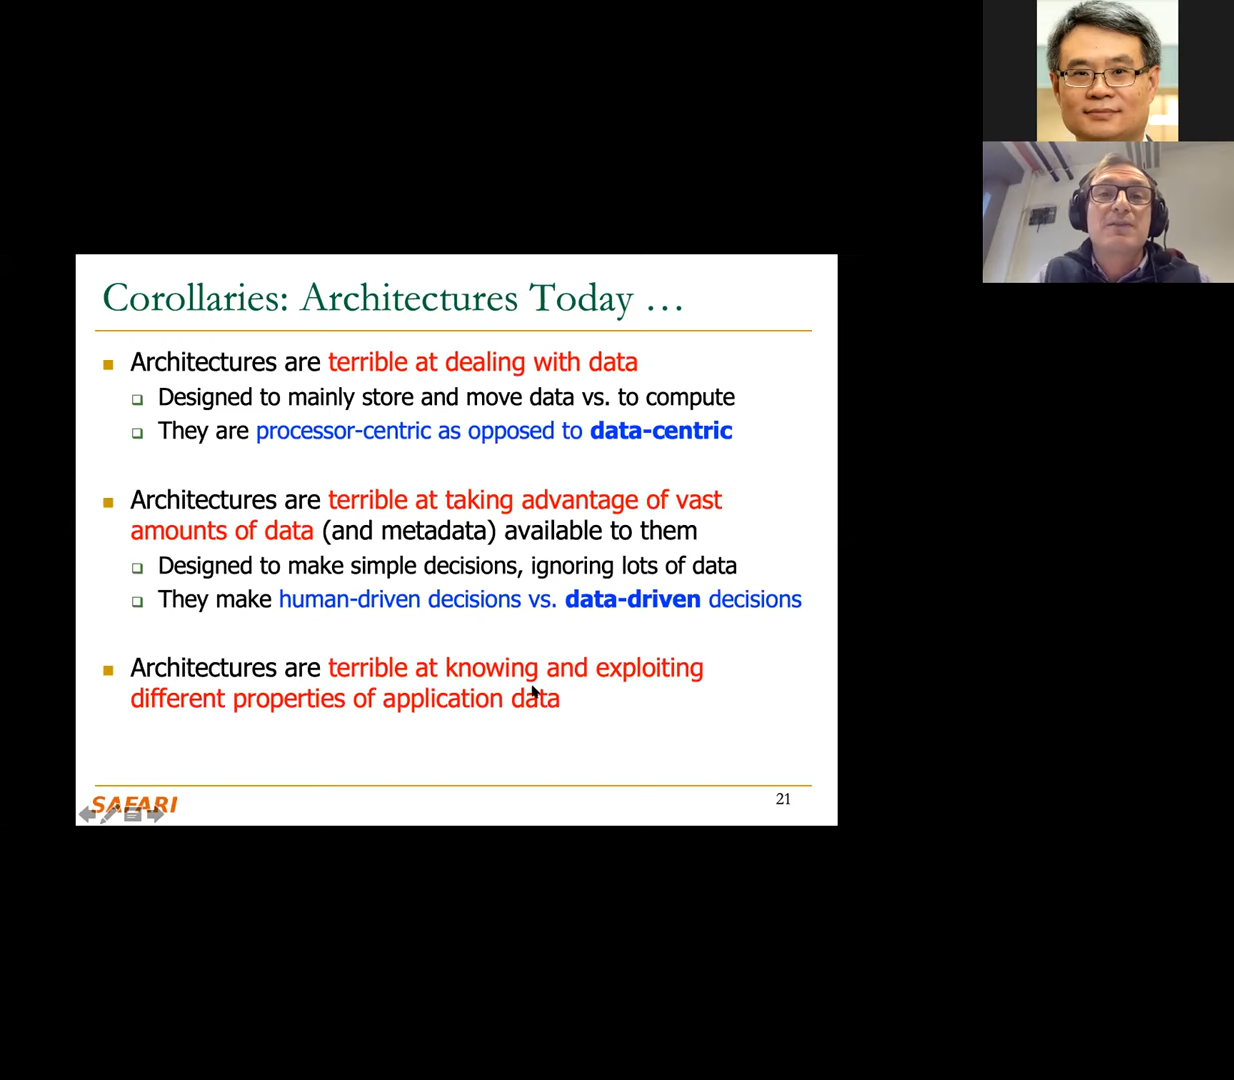 Corollaries: Architectures Today …
Architectures are terrible at dealing with data
Designed to mainly store and move data vs. to compute
They are processor-centric as opposed to data-centric
Architectures are terrible at taking advantage of vast
amounts of data (and metadata) available to them
Designed to make simple decisions, ignoring lots of data
They make human-driven decisions vs. data-driven decisions
Architectures are terrible at knowing and exploiting
different properties of application data
SAFARI
21